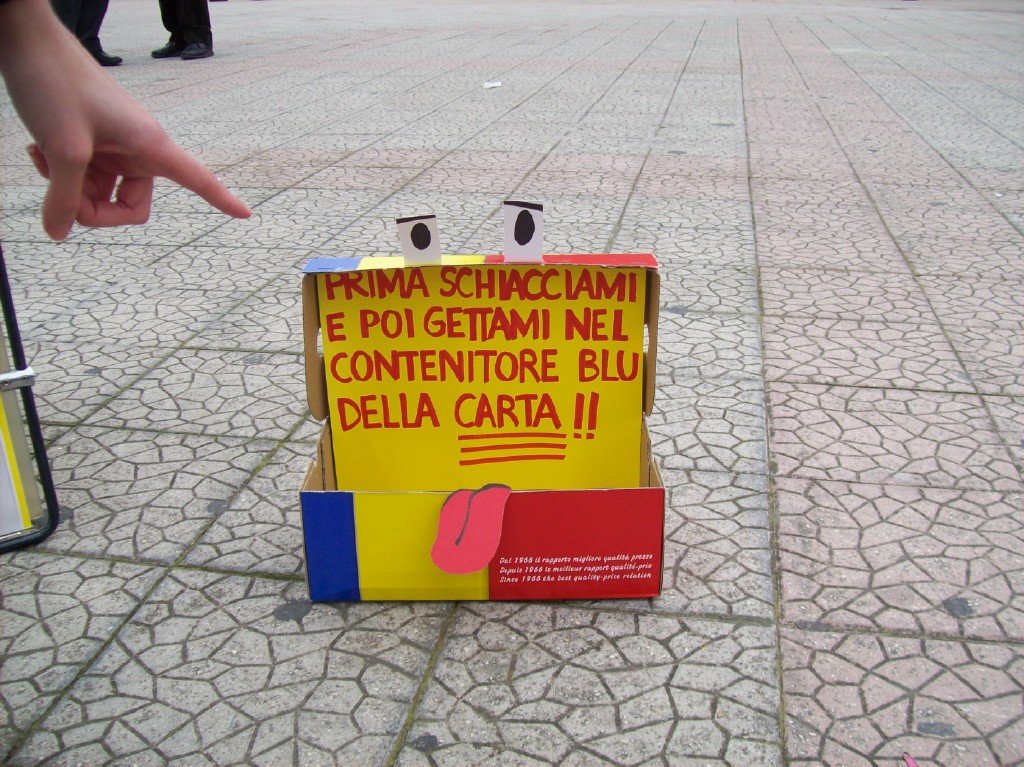 PRIMA SCHIACCIAMI
E POI GETTAMI NEL
CONTENITORE BLU
DELLA CARTA !!
Dal 1966 il rapporto migliore qualità prezzo
Depuis 1966 le meilleur rapport qualité-prix
Since 1966 the best quality-price relation